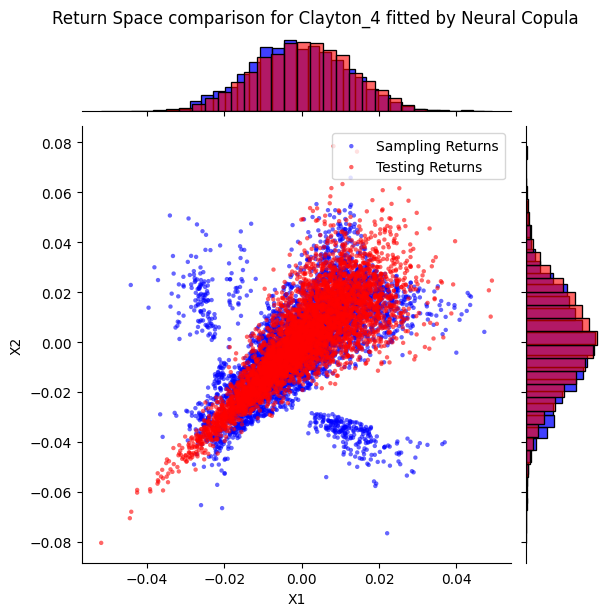 Return Space comparison for Clayton_4 fitted by Neural Copula
Sampling Returns
Testing Returns
0.08
0.06
0.04
0.02
0.00
−0.02
−0.04
−0.06
−0.08
X2
−0.04
−0.02
0.00
0.02
0.04
X1